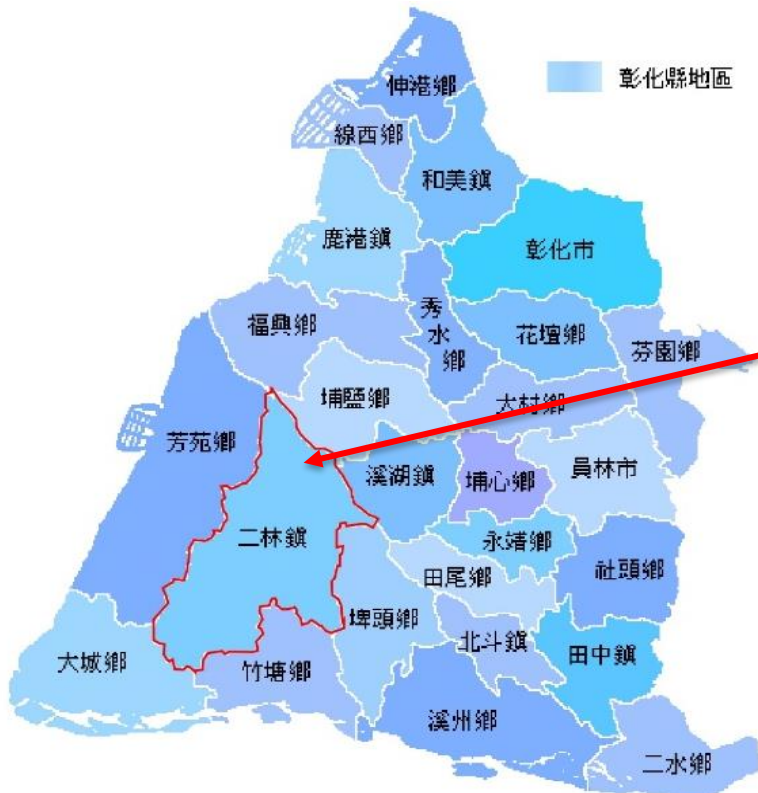 伸港鄉
彰化縣地區
線西鄉
和美鎮
鹿港鎮
彰化市
福興鄉
秀水鄉
花壇鄉
芬園鄉
埔鹽鄉
大村鄉
芳苑鄉
溪湖鎮
埔心鄉
員林市
二林鎮
永靖鄉
田尾鄉
社頭鄉
埤頭鄉
北斗鎮
田中鎮
大城鄉
竹塘鄉
溪州鄉
二水鄉